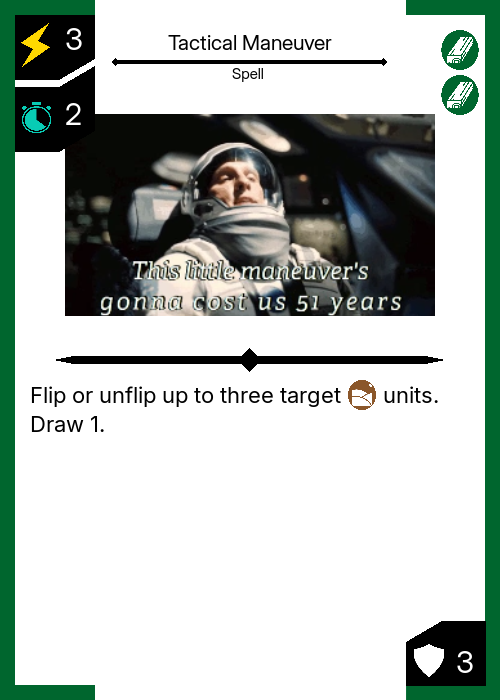 3
Tactical Maneuver
Spell
2
This little maneuver's
gonna cost us 51 years
Flip or unflip up to three target units.
Draw 1.
3